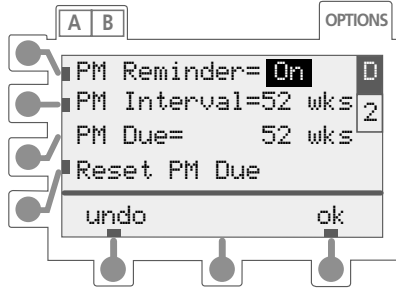 A B OPTIONS
PM Reminder= On D
PM Interval=52 wks 2
PM Due= 52 wks
Reset PM Due
undo ok